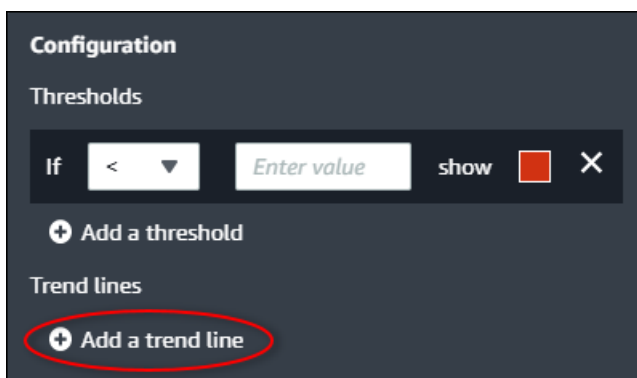 Configuration
Thresholds
If < Enter value show
Add a threshold
Trend lines
Add a trend line